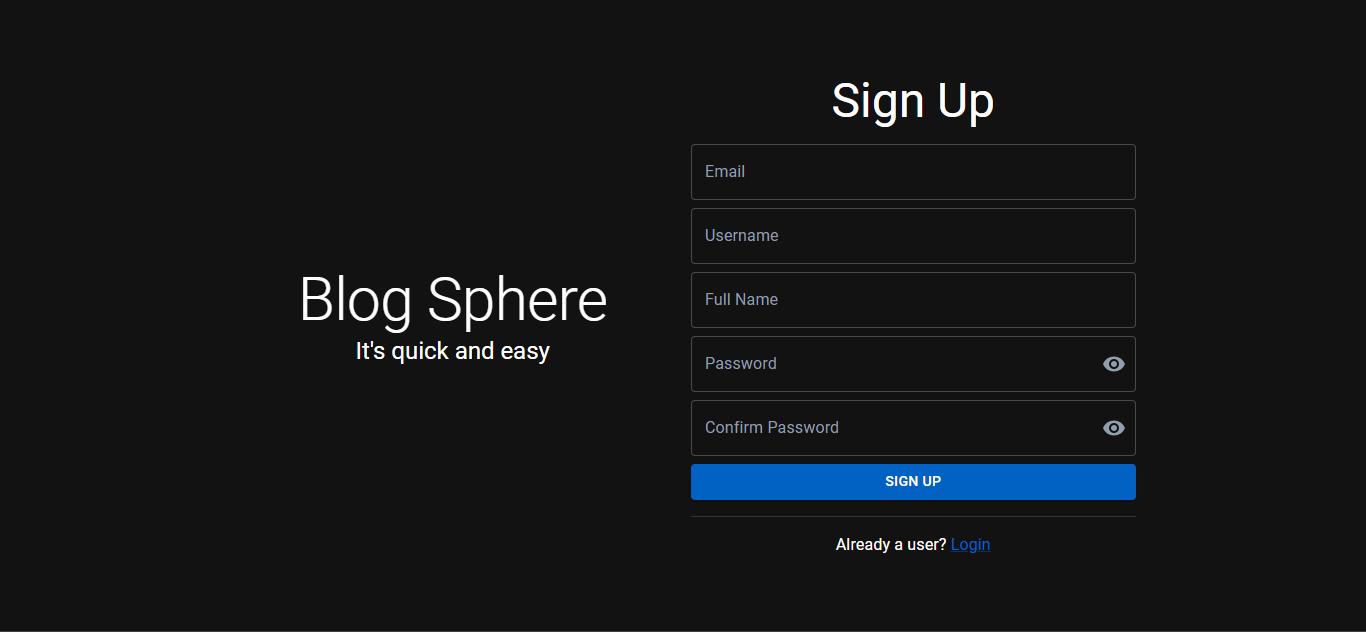 Blog Sphere
It's quick and easy
Sign Up
Email
Username
Full Name
Password
Confirm Password
SIGN UP
Already a user? Login